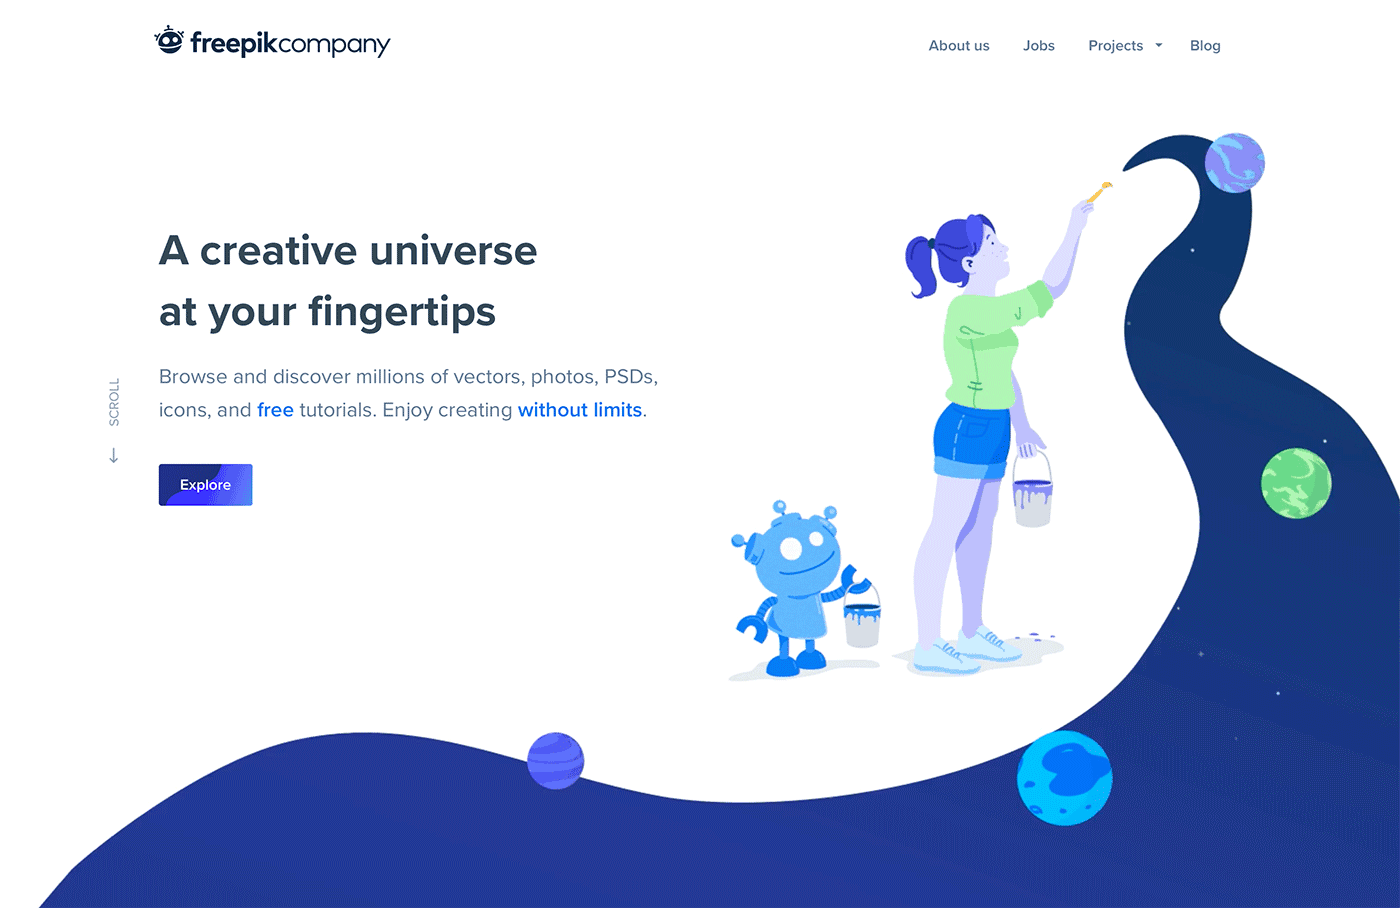 freepikcompany
About us
Jobs
Projects
Blog
A creative universe
at your fingertips
Browse and discover millions of vectors, photos, PSDs,
icons, and free tutorials. Enjoy creating without limits.
SCROLL
Explore